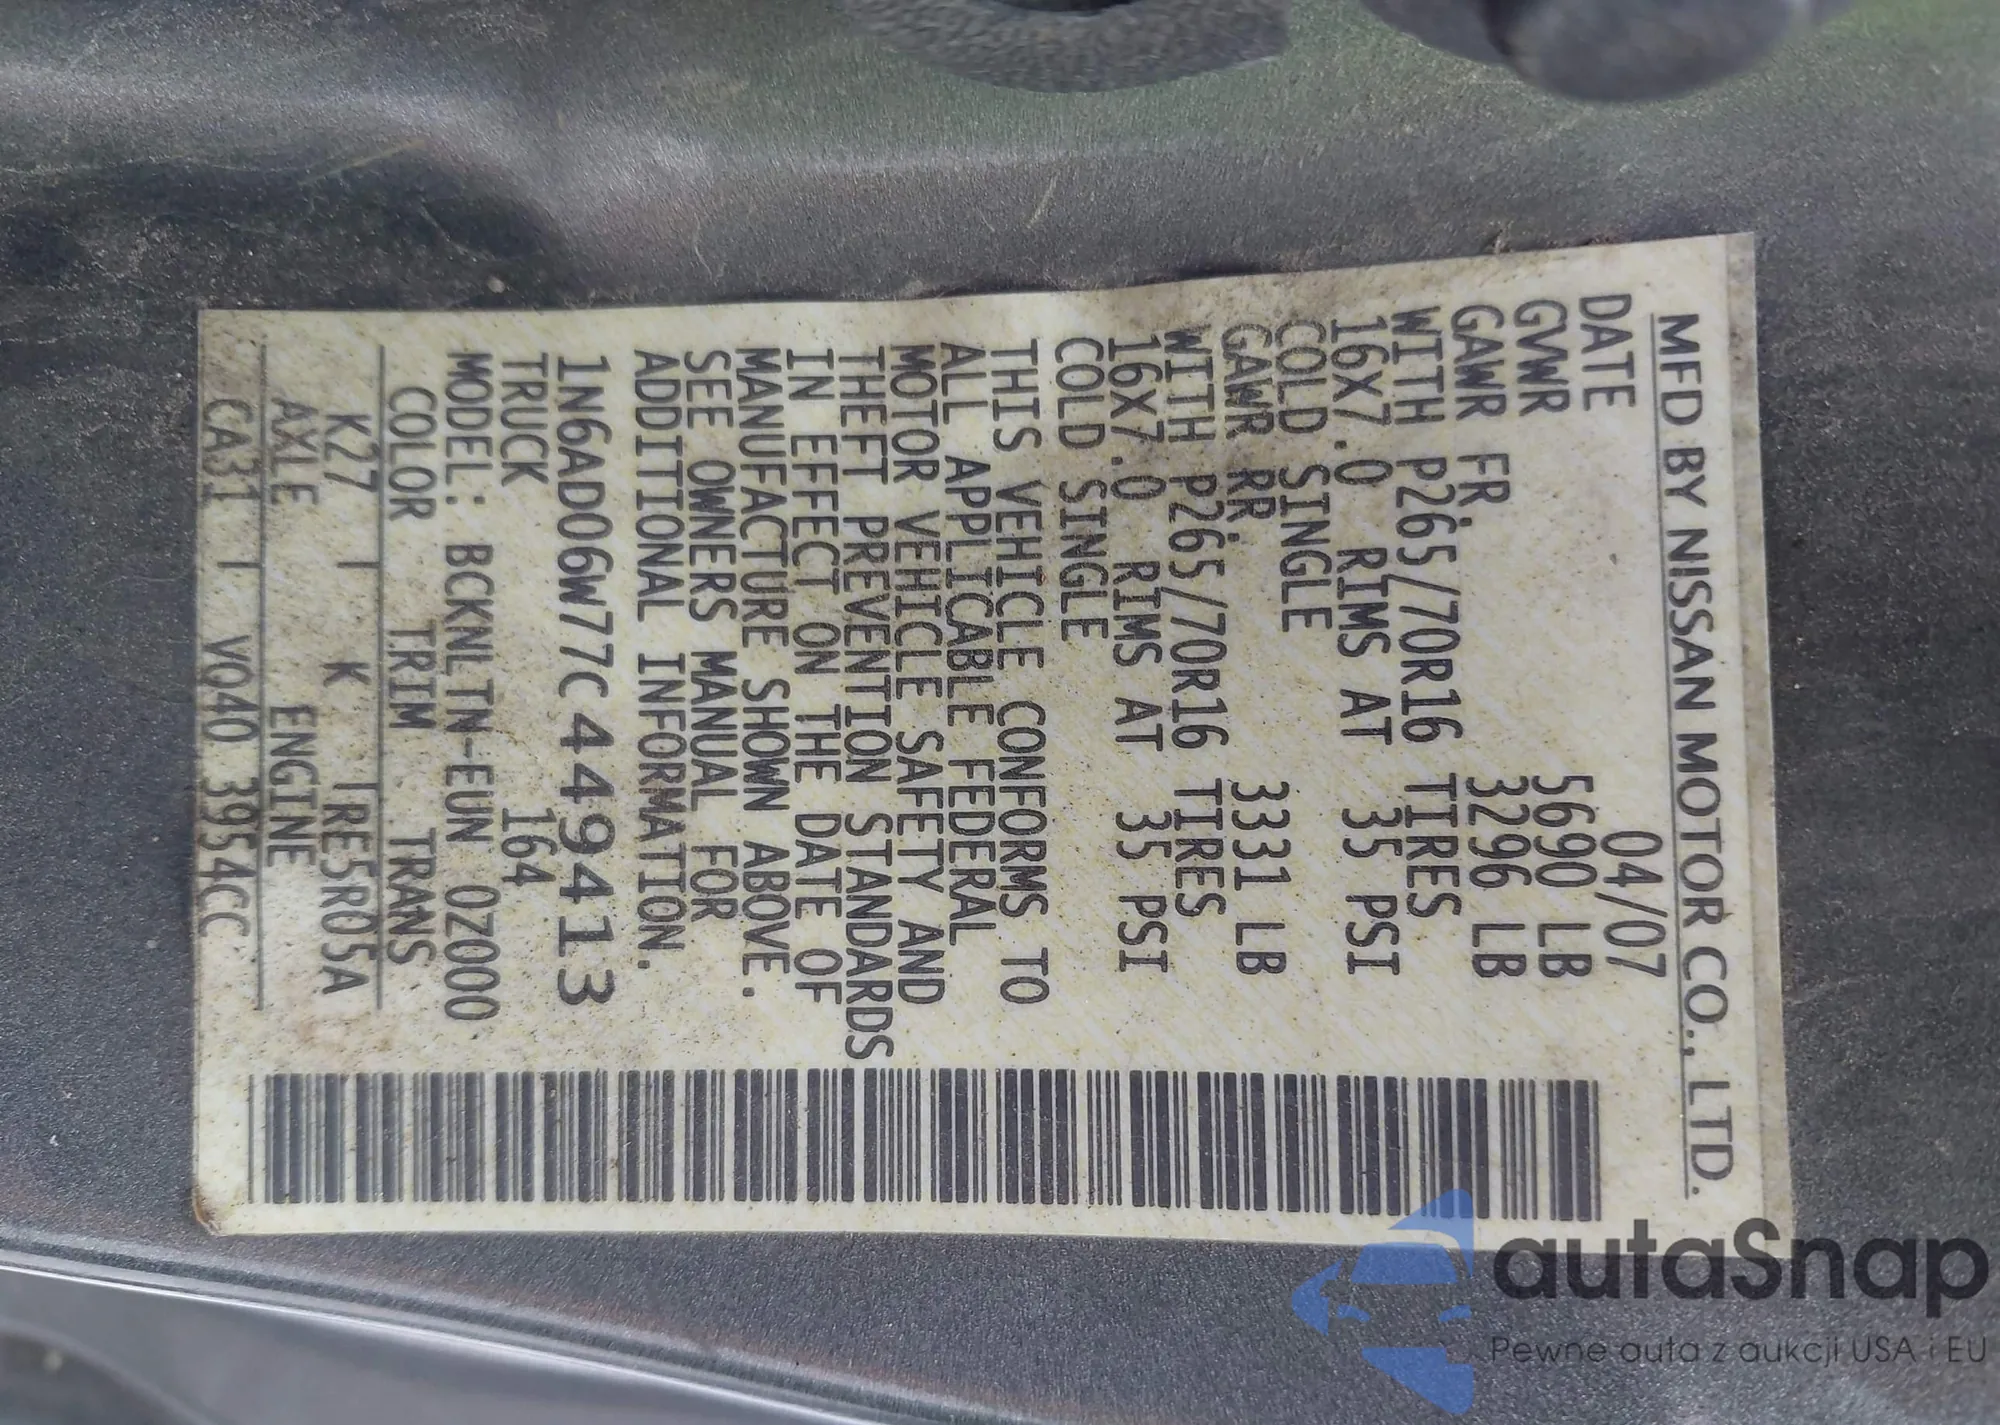 MFD BY NISSAN MOTOR CO., LTD.
DATE 04/07
GVWR 5690 LB
GAWR FR. 3296 LB
WITH P265/70R16 TIRES
16X7.0 RIMS AT 35 PSI
COLD SINGLE
GAWR RR. 3331 LB
WITH P265/70R16 TIRES
16X7.0 RIMS AT 35 PSI
COLD SINGLE
THIS VEHICLE CONFORMS TO
ALL APPLICABLE FEDERAL
MOTOR VEHICLE SAFETY AND
THEFT PREVENTION STANDARDS
IN EFFECT ON THE DATE OF
MANUFACTURE SHOWN ABOVE.
SEE OWNERS MANUAL FOR
ADDITIONAL INFORMATION.
1N6AD06W77C449413
TRUCK 164
MODEL: BCKNLTN-EUN 0Z000
COLOR TRIM TRANS
K27 K TRE5R05A
AXLE ENGINE
CA31 VQ40 3954CC
autaSnap
Pewne auta z aukcji USA i EU